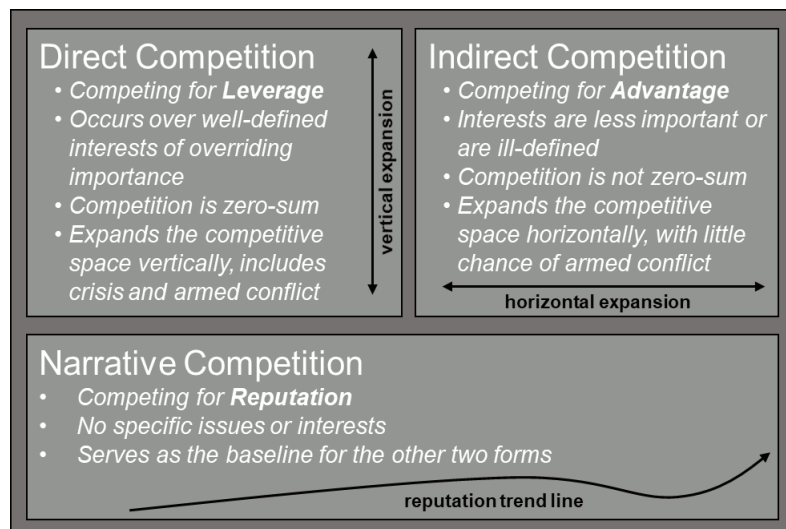 Direct Competition
• Competing for Leverage
• Occurs over well-defined
interests of overriding
importance
• Competition is zero-sum
• Expands the competitive
space vertically, includes
crisis and armed conflict
vertical expansion
Indirect Competition
• Competing for Advantage
• Interests are less important or
are ill-defined
• Competition is not zero-sum
• Expands the competitive
space horizontally, with little
chance of armed conflict
horizontal expansion
Narrative Competition
• Competing for Reputation
• No specific issues or interests
• Serves as the baseline for the other two forms
reputation trend line